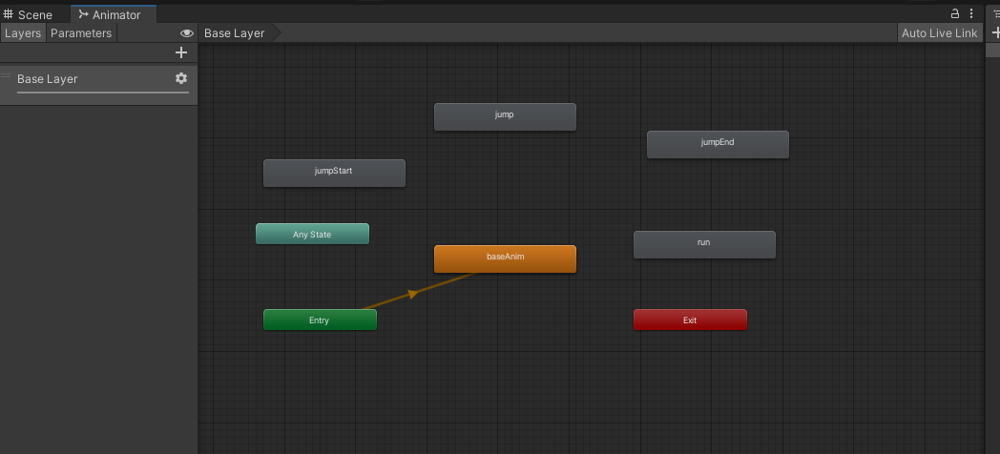 Scene
Animator
Layers
Parameters
Base Layer
Auto Live Link
Base Layer
jump
jumpEnd
jumpStart
Any State
run
baseAnim
Entry
Exit